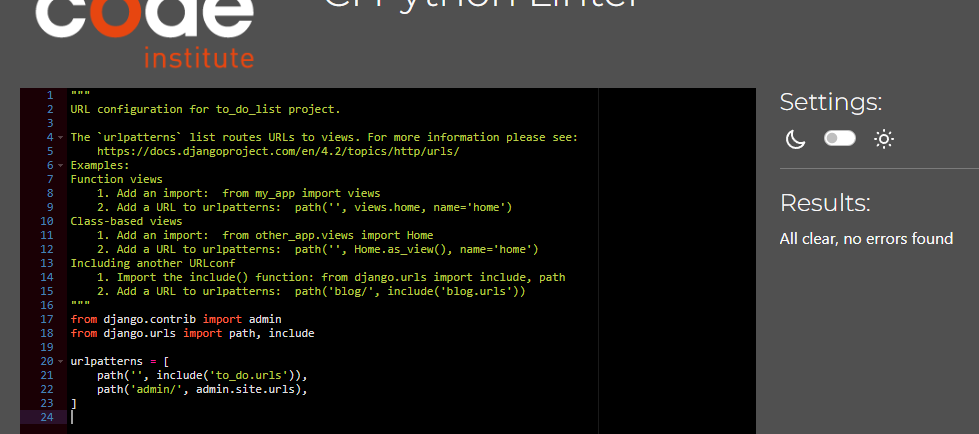 CI Python Linter
code
institute
1 """
2 URL configuration for to_do_list project.
3
4 The `urlpatterns` list routes URLs to views. For more information please see:
5     https://docs.djangoproject.com/en/4.2/topics/http/urls/
6 Examples:
7 Function views
8     1. Add an import:  from my_app import views
9     2. Add a URL to urlpatterns:  path('', views.home, name='home')
10 Class-based views
11     1. Add an import:  from other_app.views import Home
12     2. Add a URL to urlpatterns:  path('', Home.as_view(), name='home')
13 Including another URLconf
14     1. Import the include() function: from django.urls import include, path
15     2. Add a URL to urlpatterns:  path('blog/', include('blog.urls'))
16 """
17 from django.contrib import admin
18 from django.urls import path, include
19
20 urlpatterns = [
21     path('', include('to_do.urls')),
22     path('admin/', admin.site.urls),
23 ]
24
Settings:
Results:
All clear, no errors found